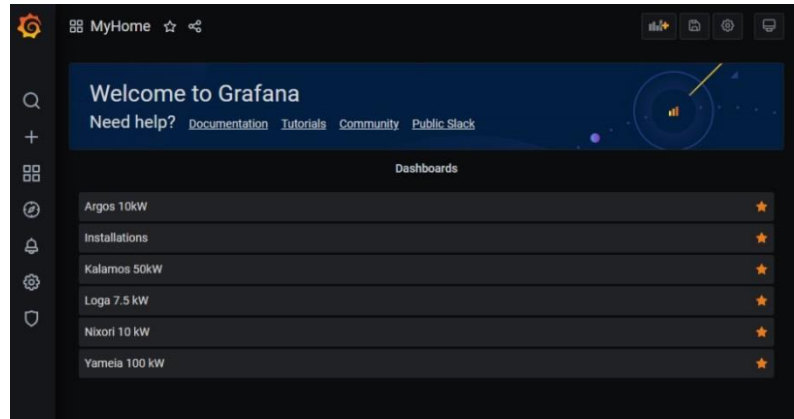 MyHome
Welcome to Grafana
Need help? Documentation Tutorials Community Public Slack
Dashboards
Argos 10kW
Installations
Kalamos 50kW
Loga 7.5 kW
Nixori 10 kW
Yameia 100 kW